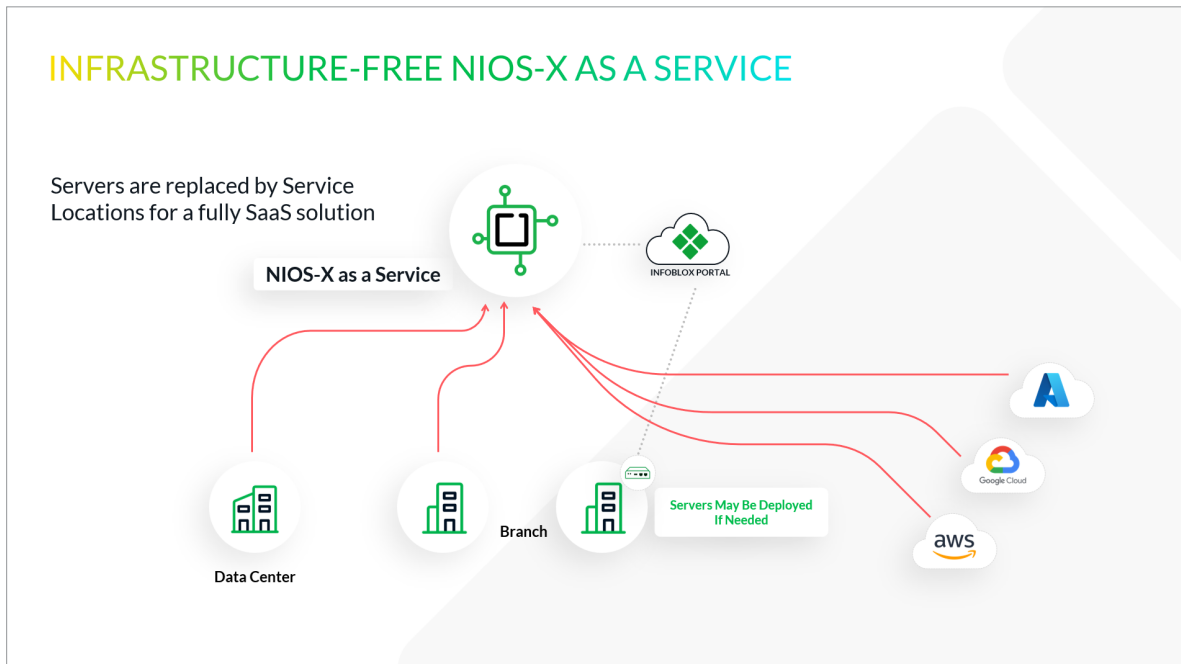 INFRASTRUCTURE-FREE NIOS-X AS A SERVICE
Servers are replaced by Service
Locations for a fully SaaS solution
NIOS-X as a Service
INFOBLOX PORTAL
Google Cloud
Servers May Be Deployed
If Needed
Branch
aws
Data Center